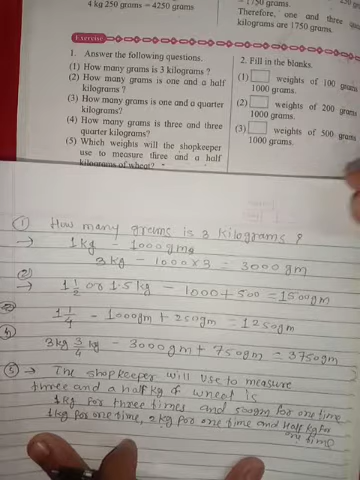 4 kg 250 grams = 4250 grams
= 1750 grams.
Therefore, one and three
kilograms are 1750 grams.
Exercise
1. Answer the following questions.
(1) How many grams is 3 kilograms ?
(2) How many grams is one and a half
kilograms ?
(3) How many grams is one and a quarter
kilograms?
(4) How many grams is three and three
quarter kilograms?
(5) Which weights will the shopkeeper
use to measure three and a half
kilograms of wheat?
2. Fill in the blanks.
(1) weights of 100 grams
1000 grams.
(2) weights of 200 grams
1000 grams.
(3) weights of 500 grams
1000 grams.
① How many grams is 3 kilograms ?
→ 1kg - 1000gms
3kg - 1000×3 = 3000gm
②
→ 1 1/2 or 1.5kg - 1000+500 = 1500gm
1 1/4 - 1000gm + 250gm = 1250gm
④
3kg 3/4 kg - 3000gm + 750gm = 3750gm
⑤ → The shopkeeper will use to measure
three and a half kg of wheat is
1kg for three times and 500gm for one time
1kg for one time, 2kg for one time and half kg for
one time